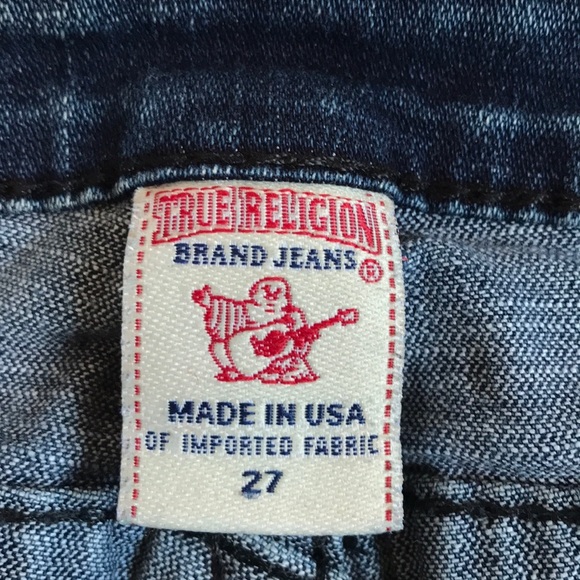 TRUE RELIGION
BRAND JEANS ®
MADE IN USA
OF IMPORTED FABRIC
27